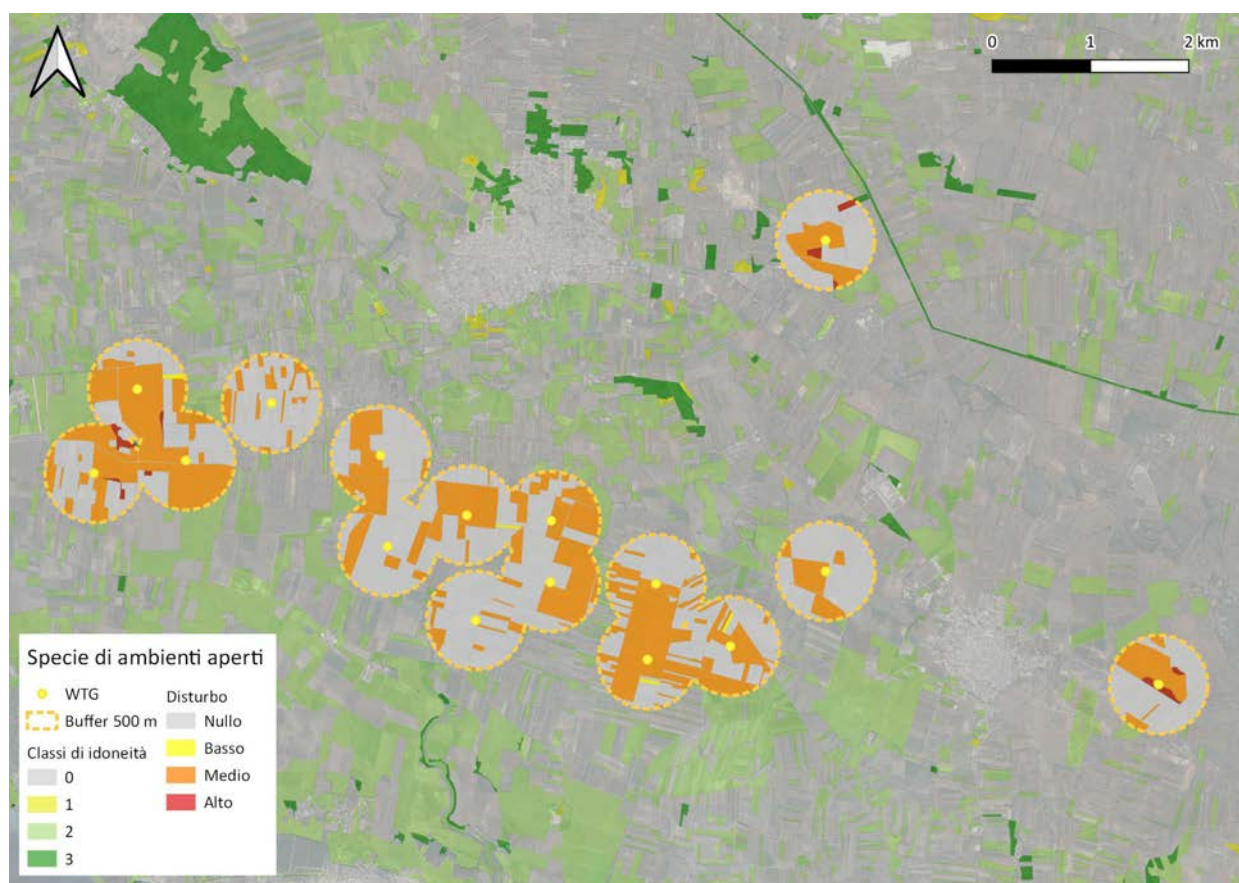 0 1 2 km
Specie di ambienti aperti
WTG
Buffer 500 m
Classi di idoneità
0
1
2
3
Disturbo
Nullo
Basso
Medio
Alto